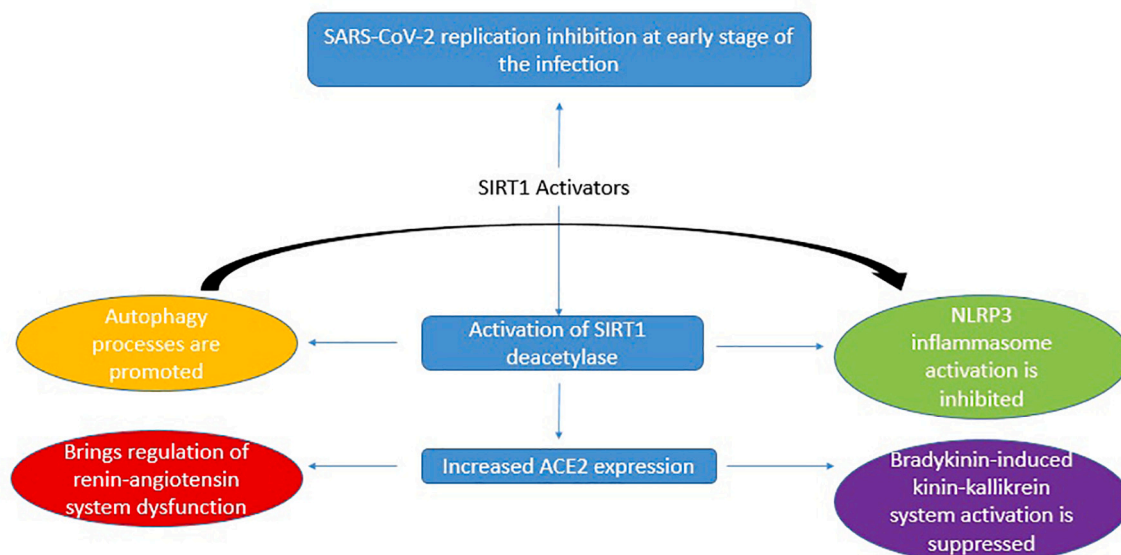 SARS-CoV-2 replication inhibition at early stage of
the infection
SIRT1 Activators
Autophagy
processes are
promoted
Activation of SIRT1
deacetylase
NLRP3
inflammasome
activation is
inhibited
Brings regulation of
renin-angiotensin
system dysfunction
Increased ACE2 expression
Bradykinin-induced
kinin-kallikrein
system activation is
suppressed